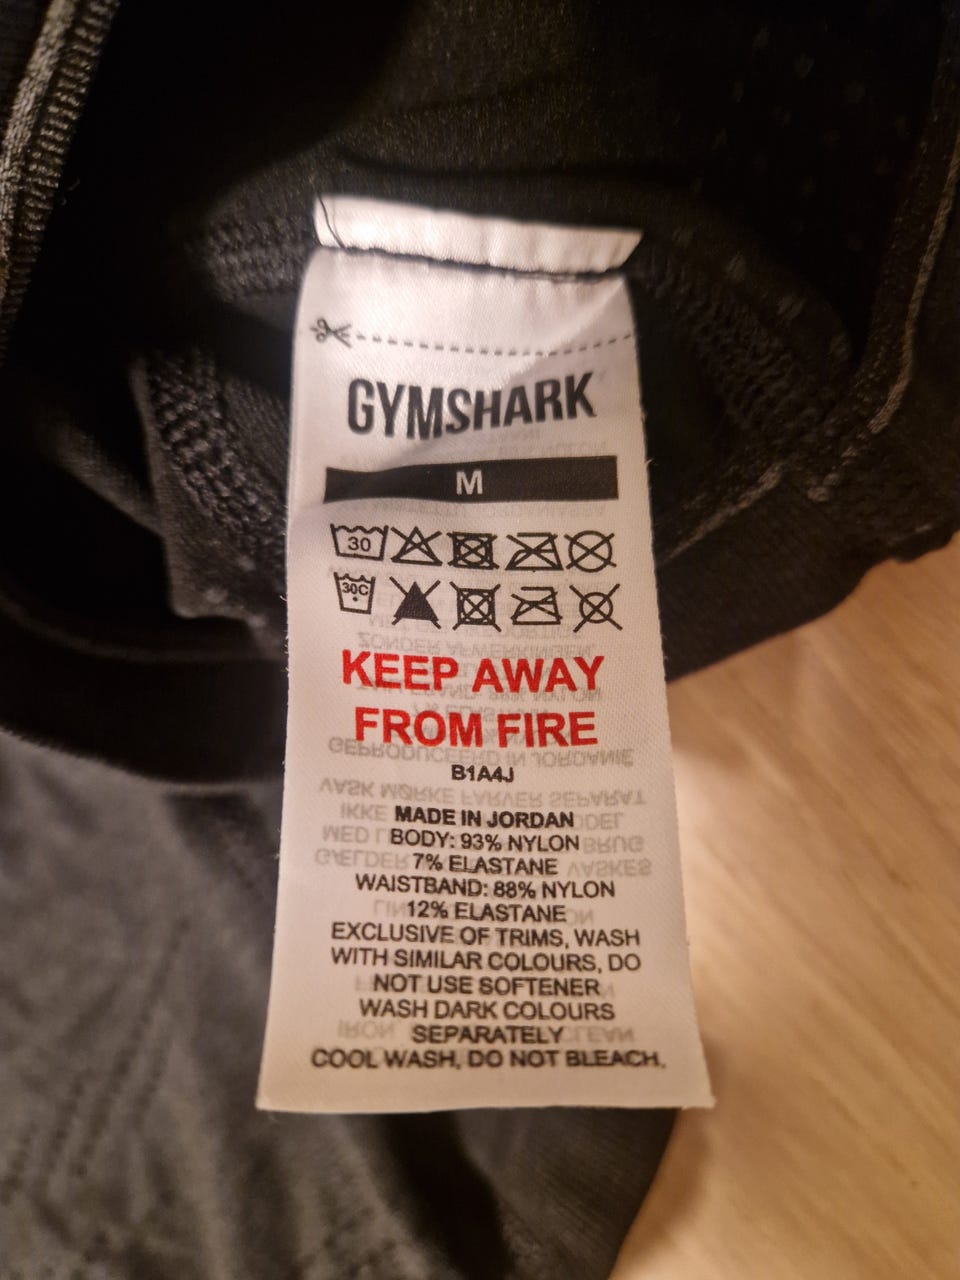 GYMSHARK
M
30
30C
KEEP AWAY
FROM FIRE
B1A4J
MADE IN JORDAN
BODY: 93% NYLON
7% ELASTANE
WAISTBAND: 88% NYLON
12% ELASTANE
EXCLUSIVE OF TRIMS, WASH
WITH SIMILAR COLOURS, DO
NOT USE SOFTENER
WASH DARK COLOURS
SEPARATELY
COOL WASH, DO NOT BLEACH.